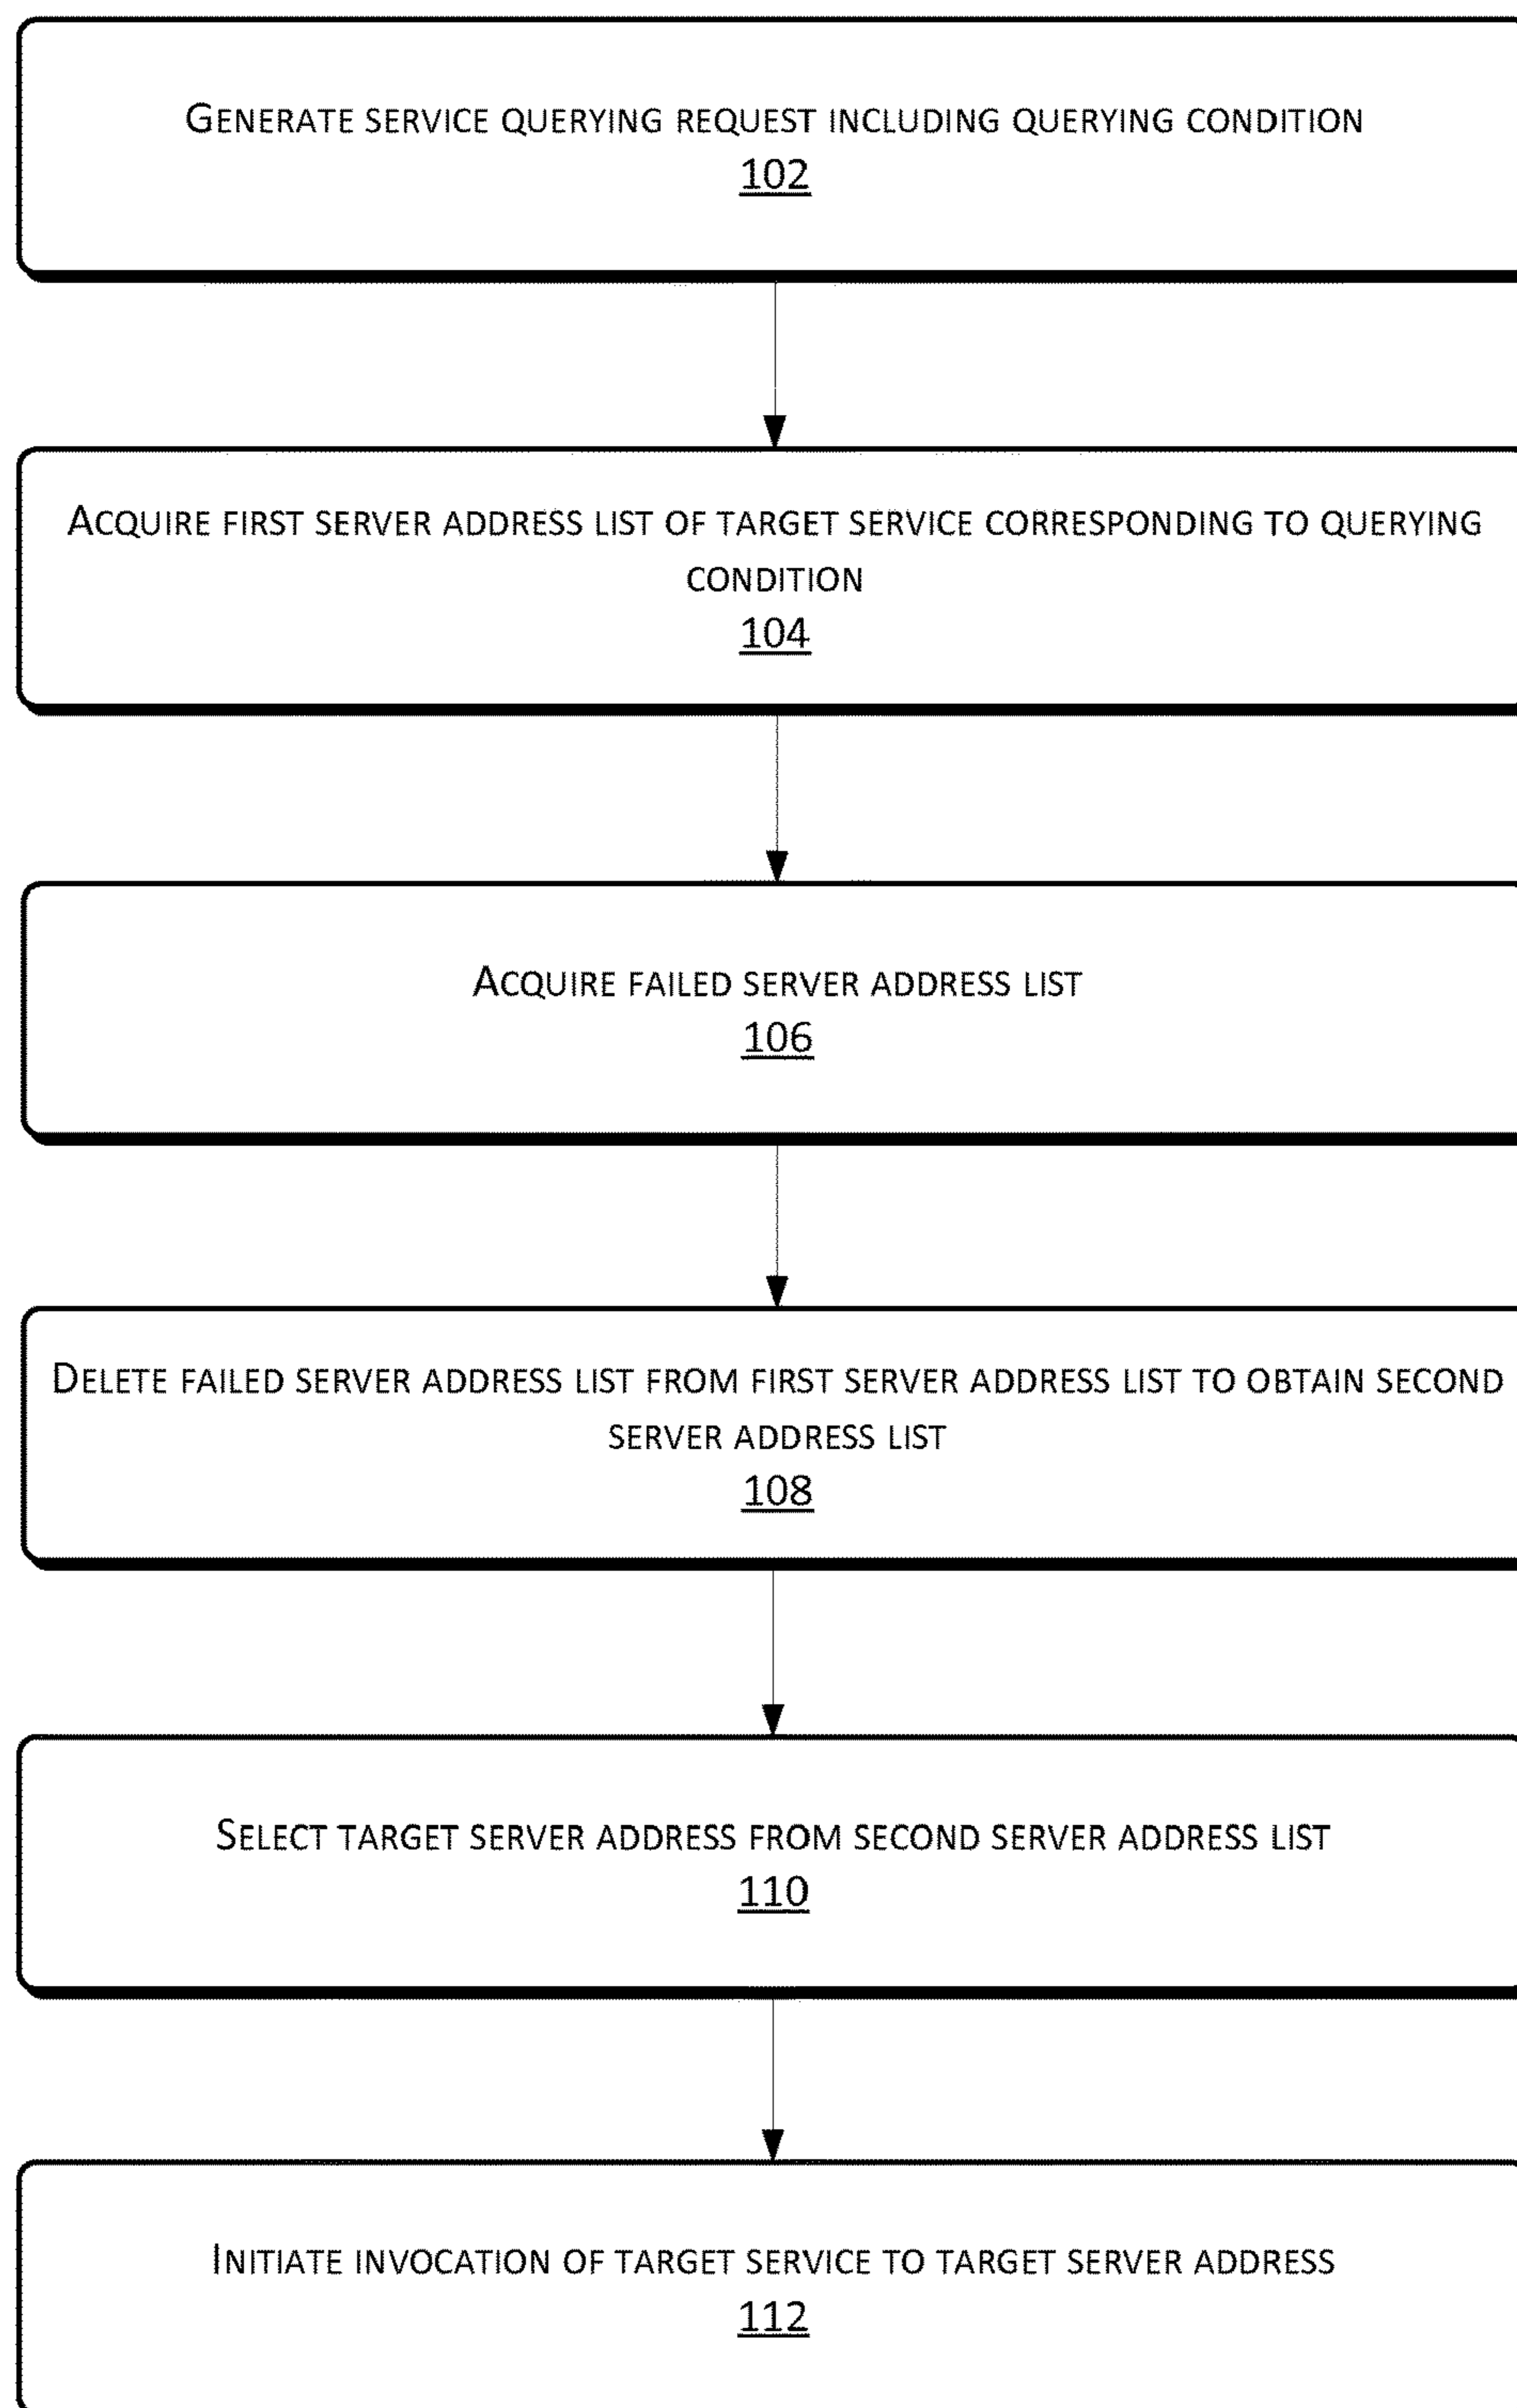 GENERATE SERVICE QUERYING REQUEST INCLUDING QUERYING CONDITION
102
ACQUIRE FIRST SERVER ADDRESS LIST OF TARGET SERVICE CORRESPONDING TO QUERYING
CONDITION
104
ACQUIRE FAILED SERVER ADDRESS LIST
106
DELETE FAILED SERVER ADDRESS LIST FROM FIRST SERVER ADDRESS LIST TO OBTAIN SECOND
SERVER ADDRESS LIST
108
SELECT TARGET SERVER ADDRESS FROM SECOND SERVER ADDRESS LIST
110
INITIATE INVOCATION OF TARGET SERVICE TO TARGET SERVER ADDRESS
112